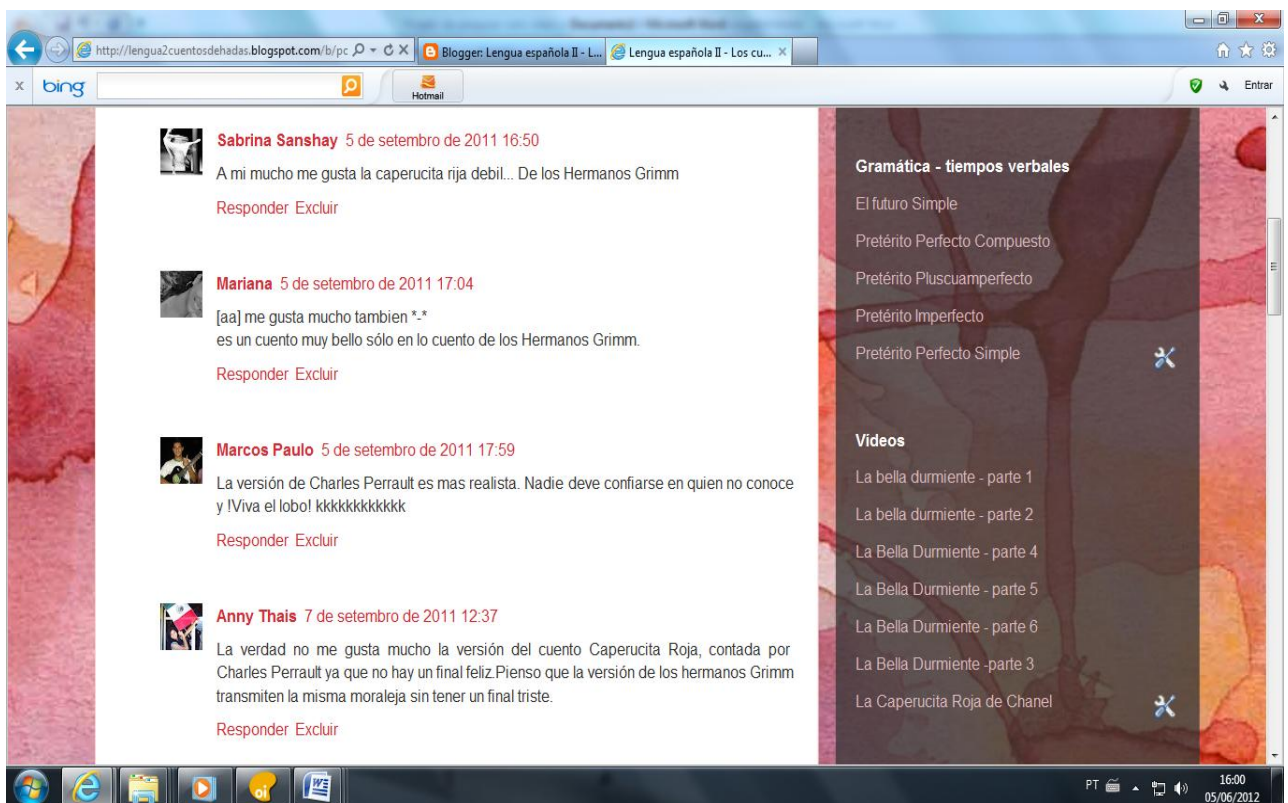 http://lengua2cuentosdehadas.blogspot.com/b/pc
Blogger: Lengua española II - L...
Lengua española II - Los cu...
x bing
Hotmail
Entrar
Sabrina Sanshay 5 de setembro de 2011 16:50
A mi mucho me gusta la caperucita rija debil... De los Hermanos Grimm
Responder Excluir
Mariana 5 de setembro de 2011 17:04
[aa] me gusta mucho tambien *-*
es un cuento muy bello sólo en lo cuento de los Hermanos Grimm.
Responder Excluir
Marcos Paulo 5 de setembro de 2011 17:59
La versión de Charles Perrault es mas realista. Nadie deve confiarse en quien no conoce
y !Viva el lobo! kkkkkkkkkkkk
Responder Excluir
Anny Thais 7 de setembro de 2011 12:37
La verdad no me gusta mucho la versión del cuento Caperucita Roja, contada por
Charles Perrault ya que no hay un final feliz.Pienso que la versión de los hermanos Grimm
transmiten la misma moraleja sin tener un final triste.
Responder Excluir
Gramática - tiempos verbales
El futuro Simple
Pretérito Perfecto Compuesto
Pretérito Pluscuamperfecto
Pretérito Imperfecto
Pretérito Perfecto Simple
Vídeos
La bella durmiente - parte 1
La bella durmiente - parte 2
La Bella Durmiente - parte 4
La Bella Durmiente - parte 5
La Bella Durmiente - parte 6
La Bella Durmiente -parte 3
La Caperucita Roja de Chanel
oi
PT
16:00
05/06/2012